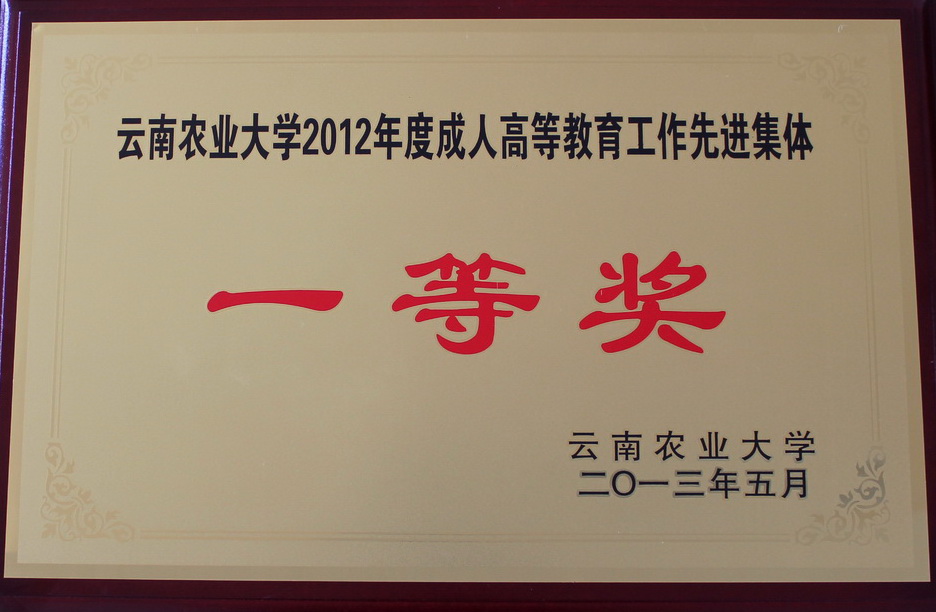 云南农业大学2012年度成人高等教育工作先进集体
一等奖
云南农业大学
二〇一三年五月